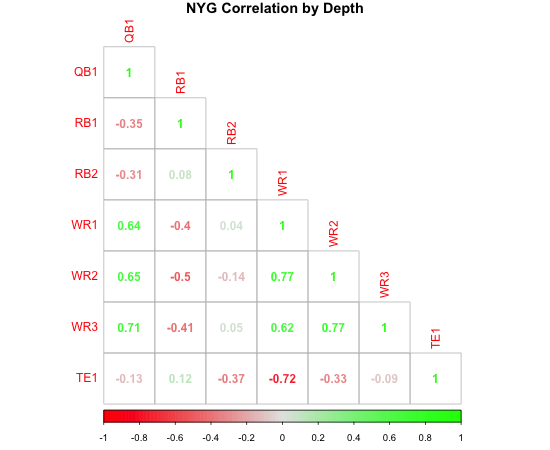 NYG Correlation by Depth
QB1
QB1 1 RB1
RB1 -0.35 1 RB2
RB2 -0.31 0.08 1 WR1
WR1 0.64 -0.4 0.04 1 WR2
WR2 0.65 -0.5 -0.14 0.77 1 WR3
WR3 0.71 -0.41 0.05 0.62 0.77 1 TE1
TE1 -0.13 0.12 -0.37 -0.72 -0.33 -0.09 1
-1 -0.8 -0.6 -0.4 -0.2 0 0.2 0.4 0.6 0.8 1